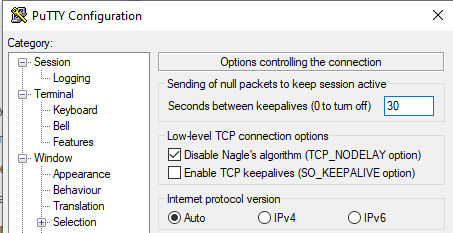 PuTTY Configuration
Category:
Session
Logging
Terminal
Keyboard
Bell
Features
Window
Appearance
Behaviour
Translation
Selection
Options controlling the connection
Sending of null packets to keep session active
Seconds between keepalives (0 to turn off) 30
Low-level TCP connection options
Disable Nagle's algorithm (TCP_NODELAY option)
Enable TCP keepalives (SO_KEEPALIVE option)
Internet protocol version
Auto IPv4 IPv6